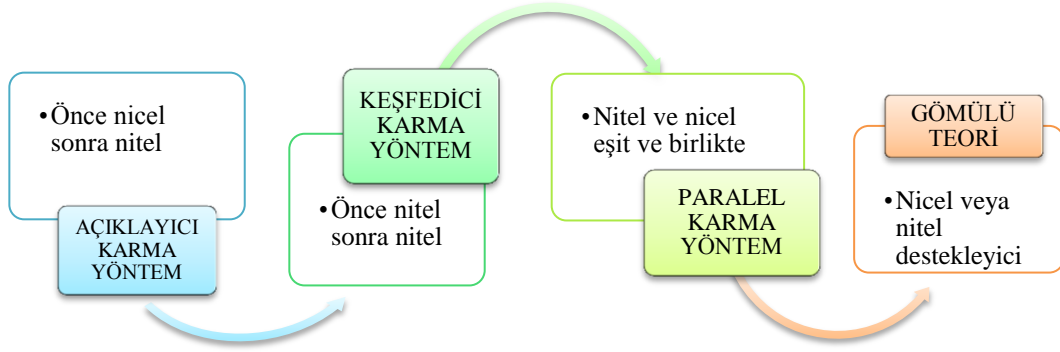 •Önce nicel
sonra nitel
AÇIKLAYICI
KARMA
YÖNTEM
KEŞFEDİCİ
KARMA
YÖNTEM
•Önce nitel
sonra nitel
•Nitel ve nicel
eşit ve birlikte
PARALEL
KARMA
YÖNTEM
GÖMÜLÜ
TEORİ
•Nicel veya
nitel
destekleyici